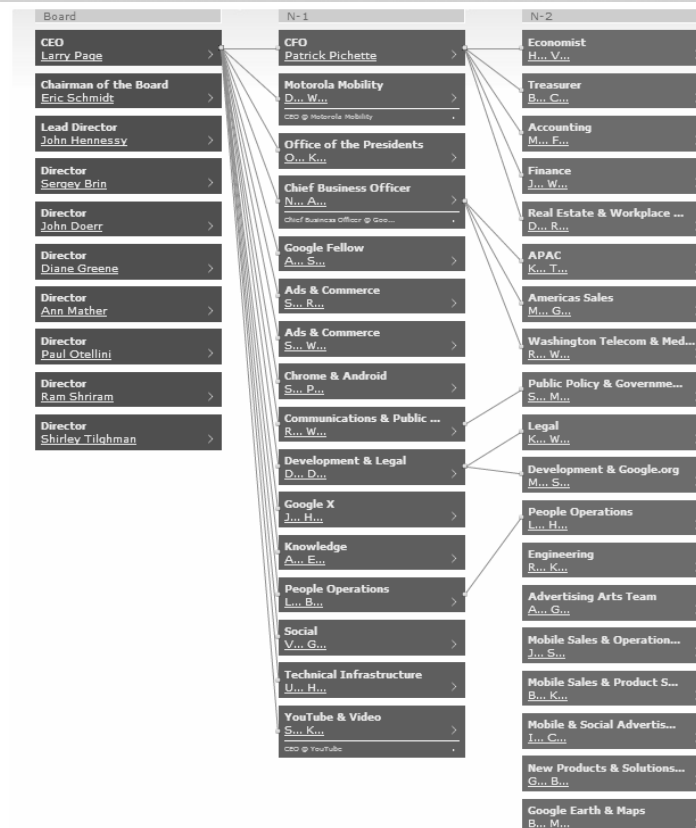 Board
CEO
Larry Page
Chairman of the Board
Eric Schmidt
Lead Director
John Hennessy
Director
Sergey Brin
Director
John Doerr
Director
Diane Greene
Director
Ann Mather
Director
Paul Otellini
Director
Ram Shriram
Director
Shirley Tilghman
N-1
CFO
Patrick Pichette
Motorola Mobility
D... W...
CEO @ Motorola Mobility
Office of the Presidents
O... K...
Chief Business Officer
N... A...
Chief Business Officer @ Goo...
Google Fellow
A... S...
Ads & Commerce
S... R...
Ads & Commerce
S... W...
Chrome & Android
S... P...
Communications & Public ...
R... W...
Development & Legal
D... D...
Google X
J... H...
Knowledge
A... E...
People Operations
L... B...
Social
V... G...
Technical Infrastructure
U... H...
YouTube & Video
S... K...
CEO @ YouTube
N-2
Economist
H... V...
Treasurer
B... C...
Accounting
M... F...
Finance
J... W...
Real Estate & Workplace ...
D... R...
APAC
K... T...
Americas Sales
M... G...
Washington Telecom & Med...
R... W...
Public Policy & Governme...
S... M...
Legal
K... W...
Development & Google.org
M... S...
People Operations
L... H...
Engineering
R... K...
Advertising Arts Team
A... G...
Mobile Sales & Operation...
J... S...
Mobile Sales & Product S...
B... K...
Mobile & Social Advertis...
I... C...
New Products & Solutions...
G... B...
Google Earth & Maps
B... M...